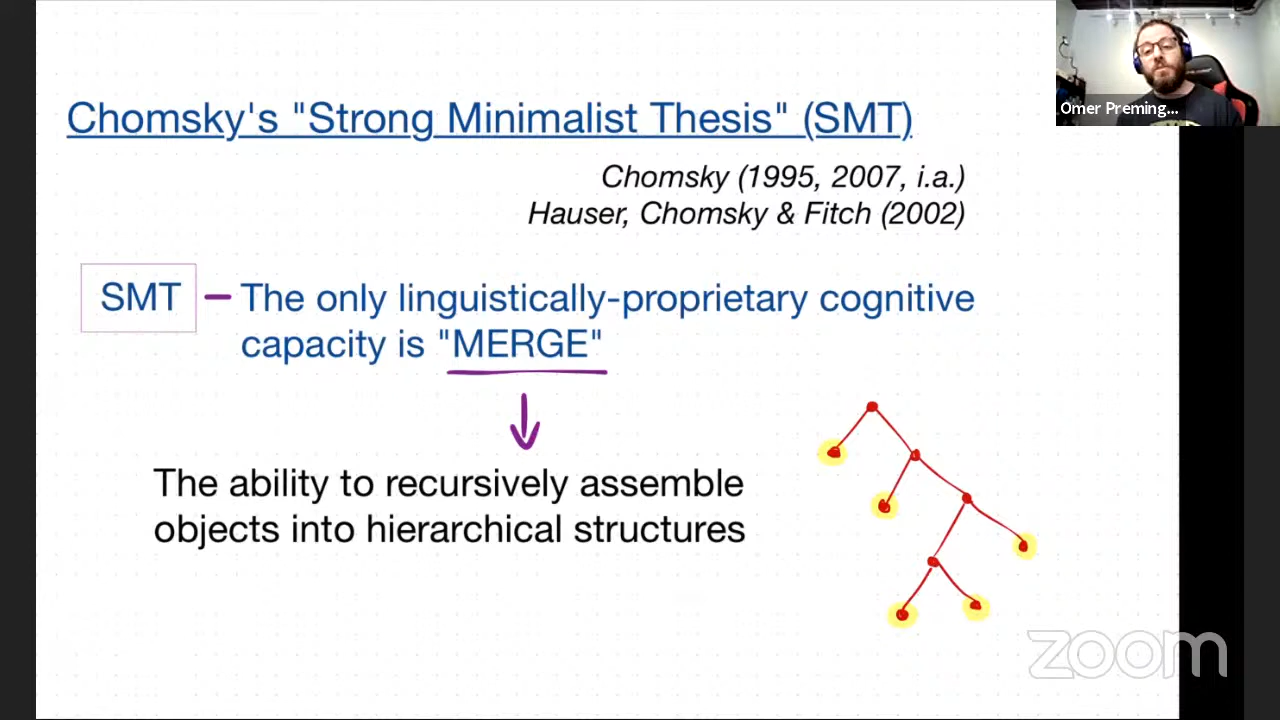 Chomsky's "Strong Minimalist Thesis" (SMT)
Omer Preming...
Chomsky (1995, 2007, i.a.)
Hauser, Chomsky & Fitch (2002)
SMT – The only linguistically-proprietary cognitive
capacity is "MERGE"
The ability to recursively assemble
objects into hierarchical structures
zoom